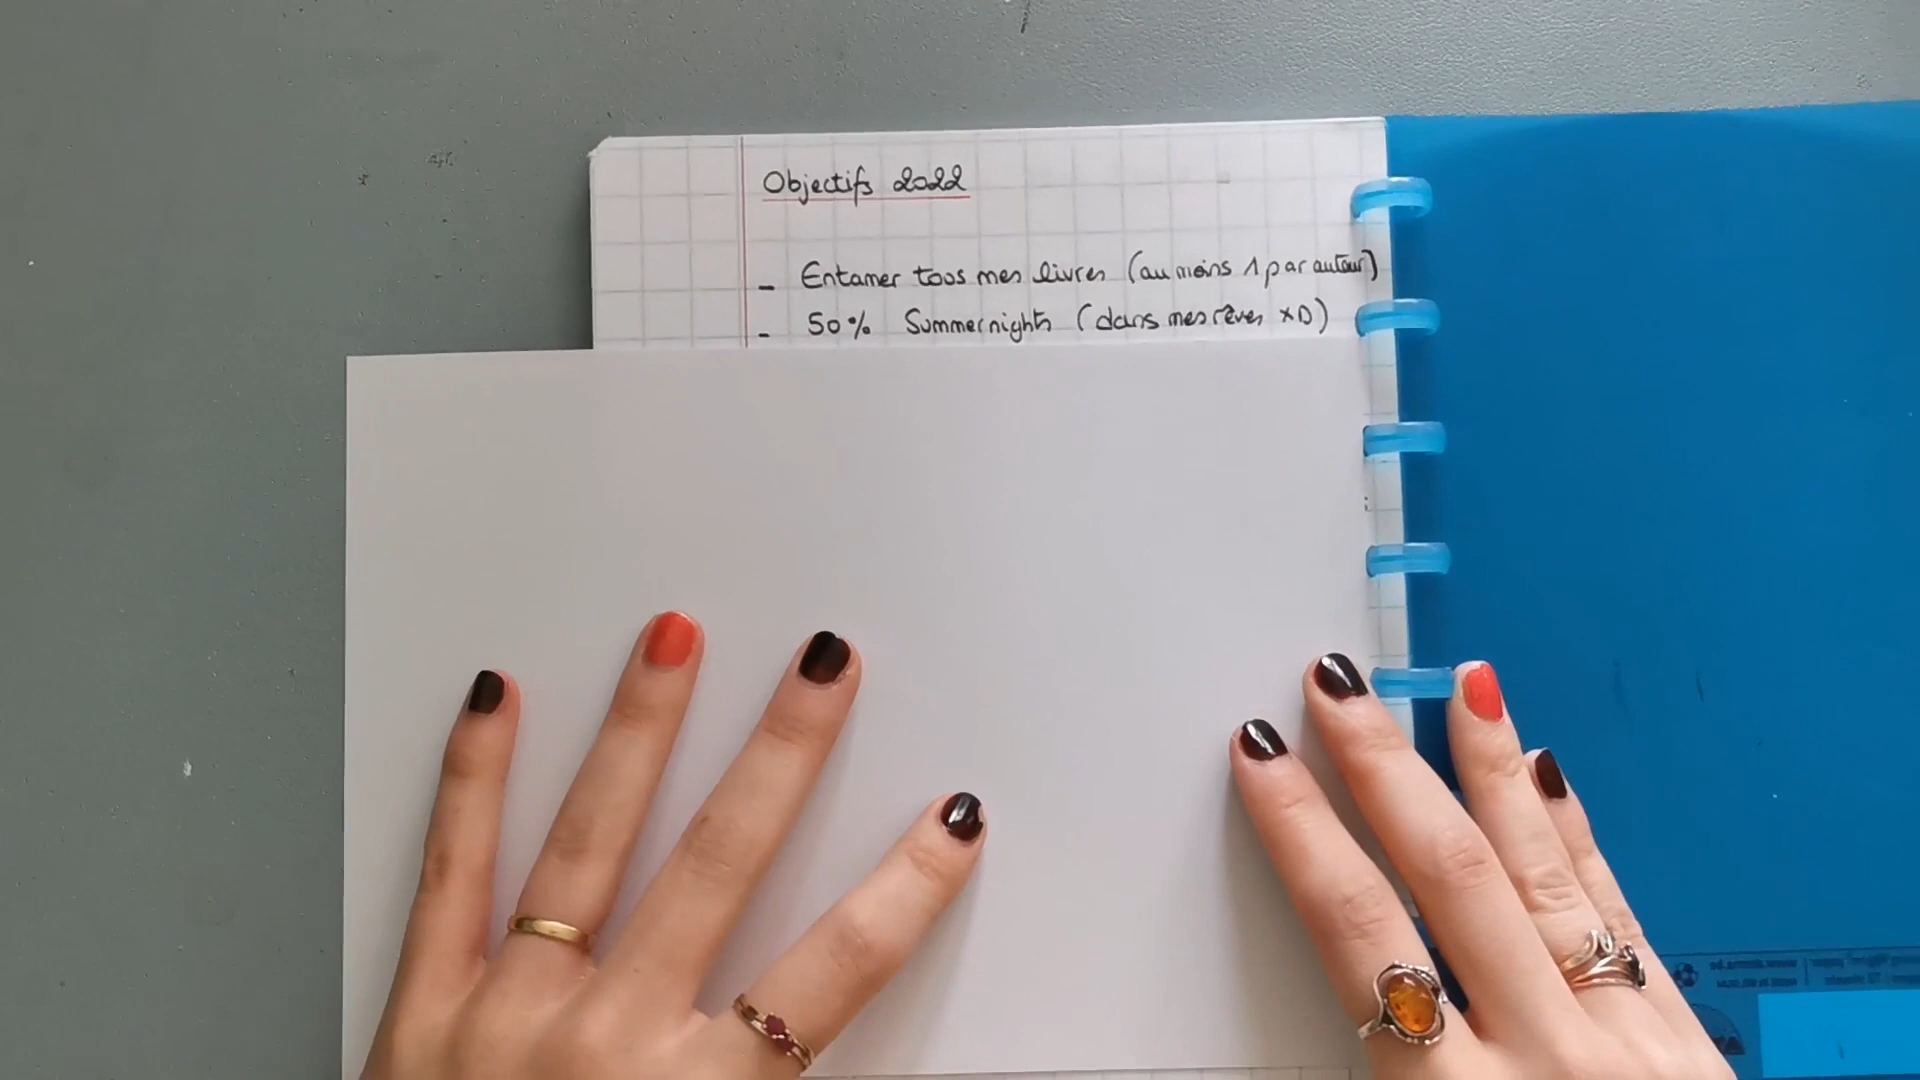 Objectifs 2022
- Entamer tous mes livres (au moins 1 par auteur)
- 50% Summernights (dans mes rêves XD)